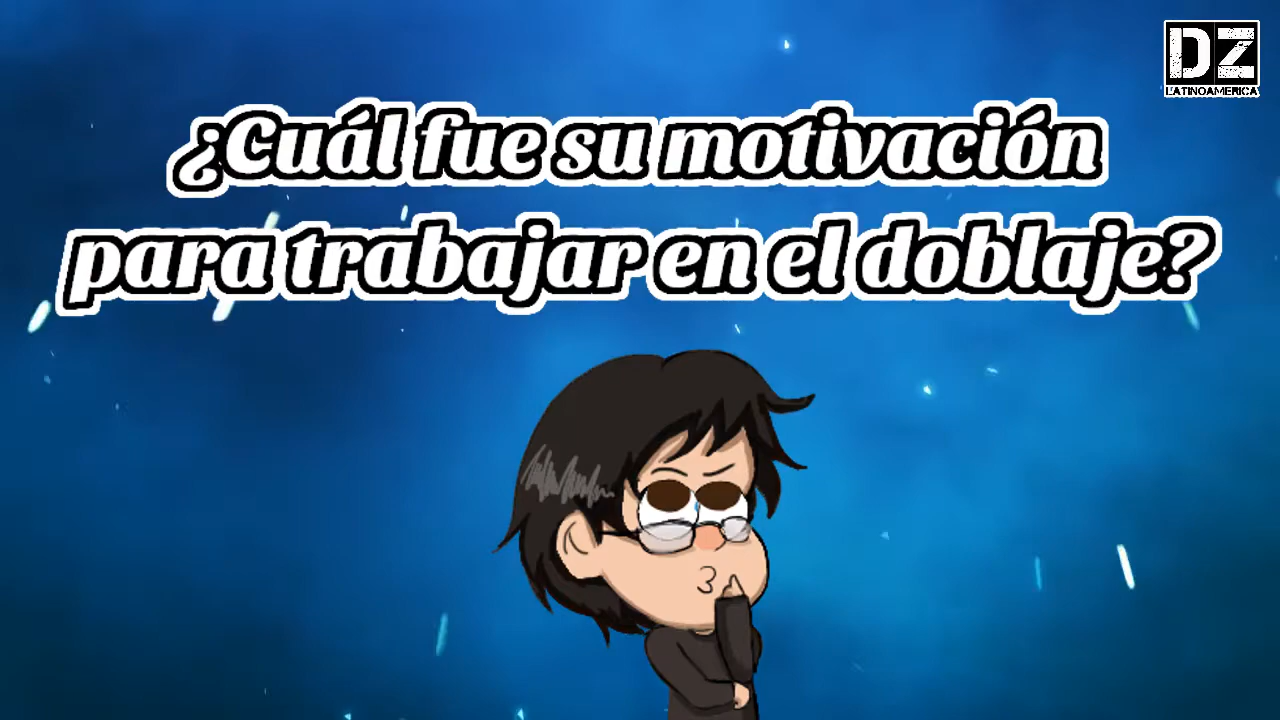 DZ
LATINOAMERICA
¿Cuál fue su motivación
para trabajar en el doblaje?